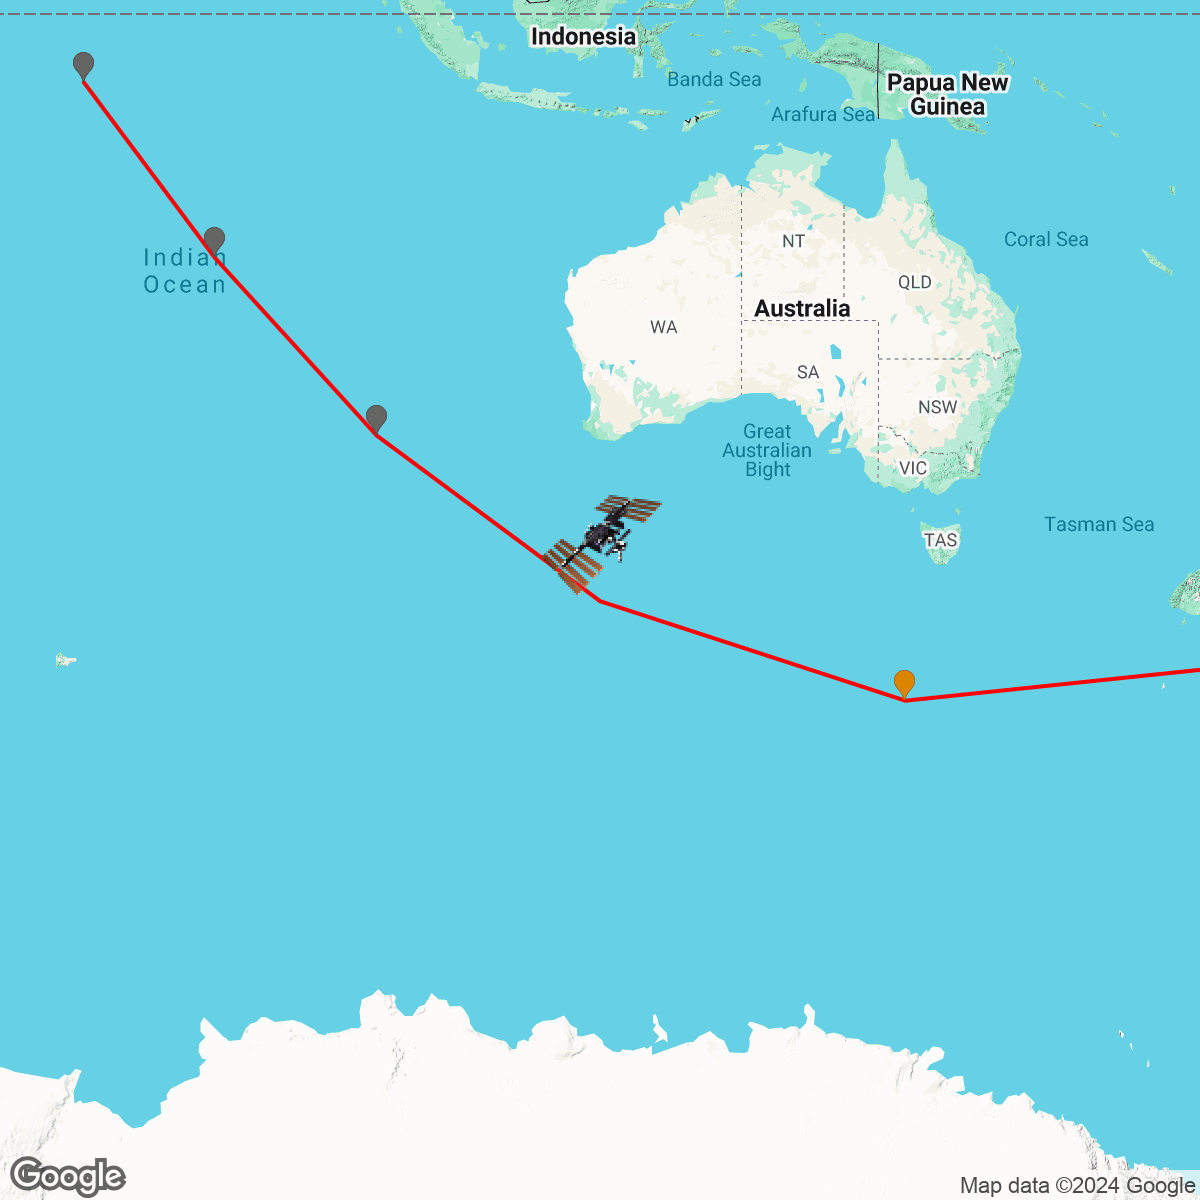 Indonesia
Banda Sea
Papua New
Guinea
Arafura Sea
Indian
Ocean
NT
Coral Sea
QLD
Australia
WA
SA
NSW
Great
Australian
Bight
VIC
Tasman Sea
TAS
Google
Map data ©2024 Google